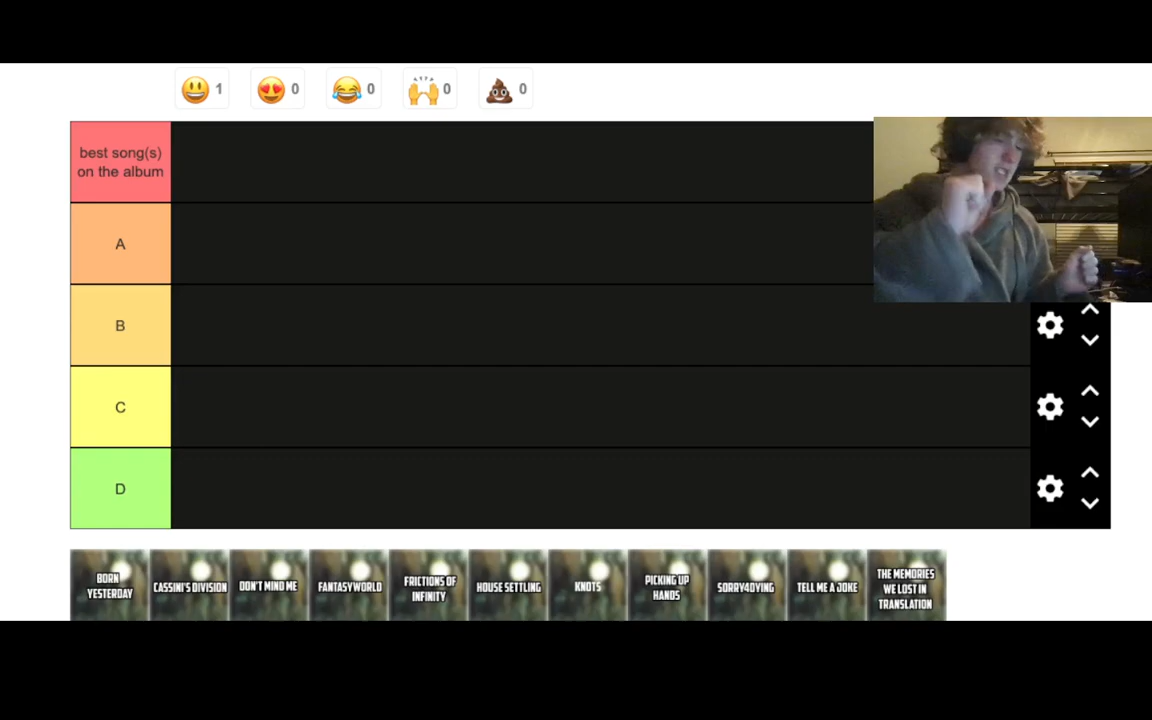 1
0
0
0
0
best song(s)
on the album
A
B
C
D
BORN
YESTERDAY
CASSINI'S DIVISION
DON'T MIND ME
FANTASYWORLD
FRICTIONS OF
INFINITY
HOUSE SETTLING
KNOTS
PICKING UP
HANDS
SORRY4DYING
TELL ME A JOKE
THE MEMORIES
WE LOST IN
TRANSLATION